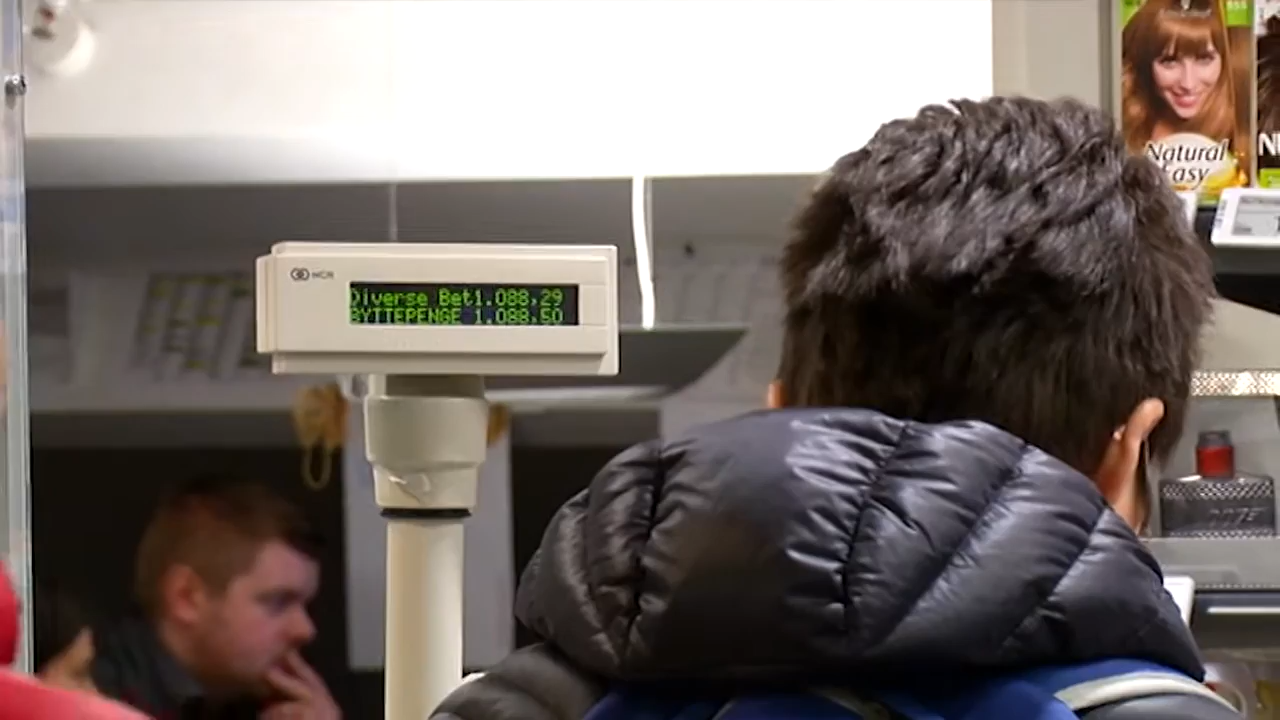 NCR
Diverse Bet1.088,29
BYTTEPENGE 1.088,50
Natural
Easy